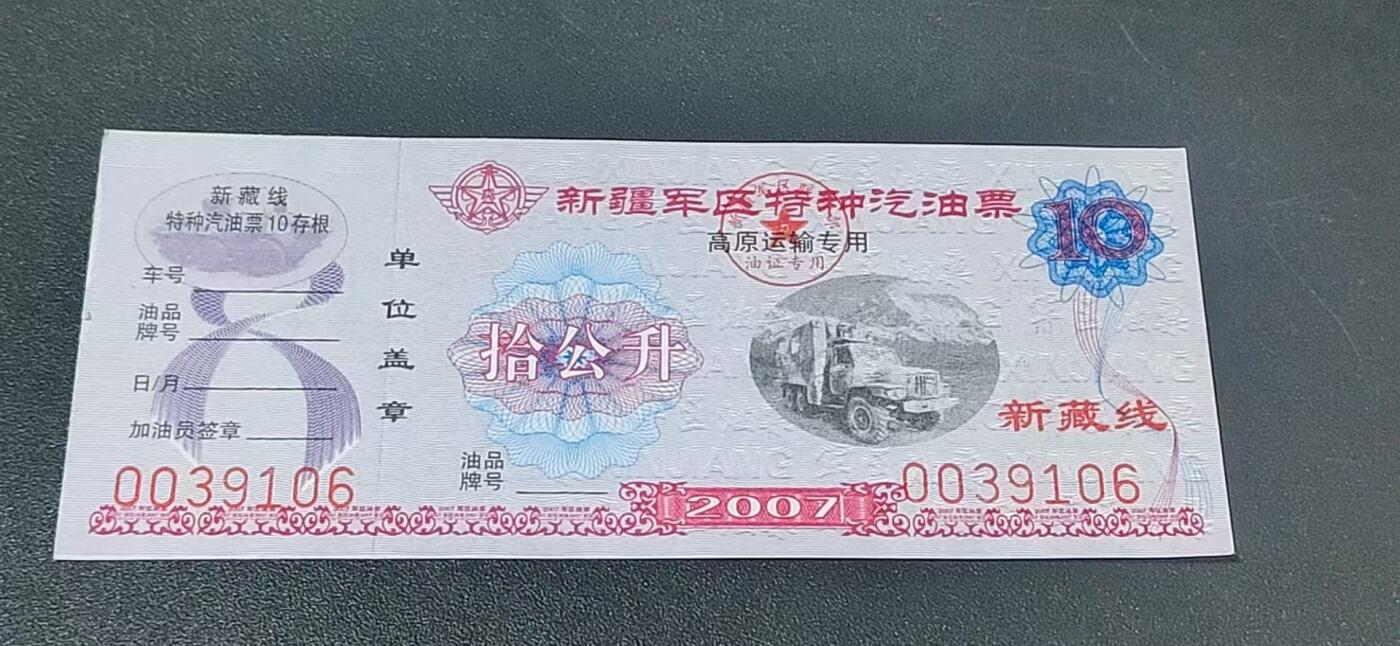 新藏线
特种汽油票10存根
车号
油品
牌号
日/月
加油员签章
0039106
单位盖章
新疆军区特种汽油票
高原运输专用
油证专用
10
拾公升
新藏线
油品
牌号
2007
0039106